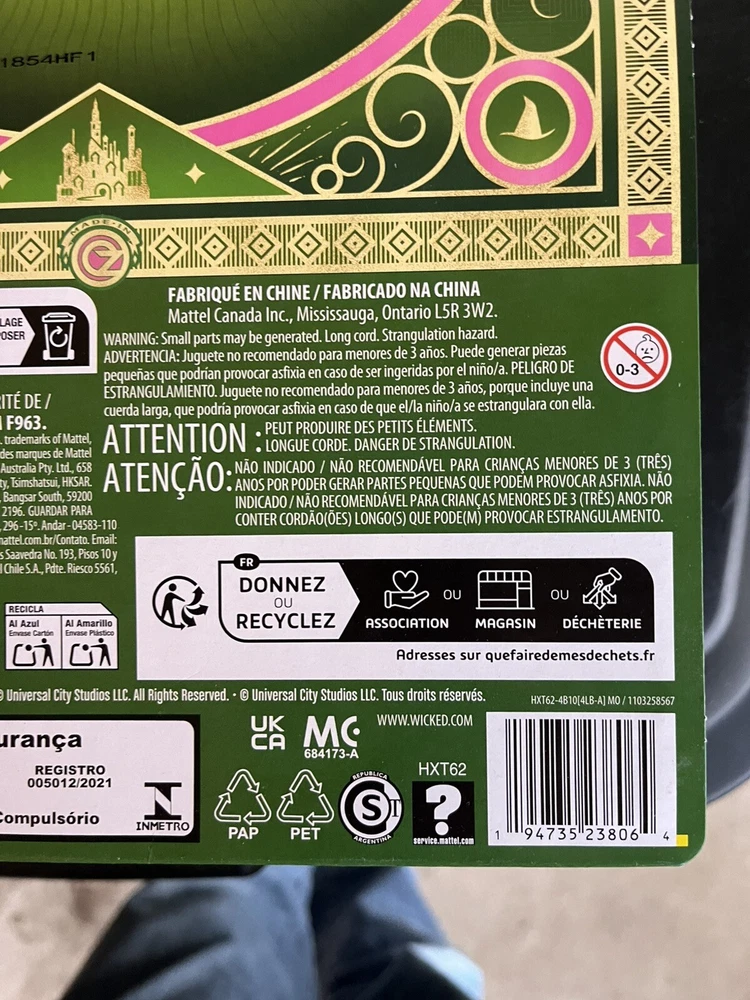 1854HF1
MADE·IN
OZ
FABRIQUÉ EN CHINE / FABRICADO NA CHINA
Mattel Canada Inc., Mississauga, Ontario L5R 3W2.
WARNING: Small parts may be generated. Long cord. Strangulation hazard.
ADVERTENCIA: Juguete no recomendado para menores de 3 años. Puede generar piezas
pequeñas que podrían provocar asfixia en caso de ser ingeridas por el niño/a. PELIGRO DE
ESTRANGULAMIENTO. Juguete no recomendado para menores de 3 años, porque incluye una
cuerda larga, que podría provocar asfixia en caso de que el/la niño/a se estrangulara con ella.
0-3
ATTENTION : PEUT PRODUIRE DES PETITS ÉLÉMENTS.
LONGUE CORDE. DANGER DE STRANGULATION.
ATENÇÃO: NÃO INDICADO / NÃO RECOMENDÁVEL PARA CRIANÇAS MENORES DE 3 (TRÊS)
ANOS POR PODER GERAR PARTES PEQUENAS QUE PODEM PROVOCAR ASFIXIA. NÃO
INDICADO / NÃO RECOMENDÁVEL PARA CRIANÇAS MENORES DE 3 (TRÊS) ANOS POR
CONTER CORDÃO(ÕES) LONGO(S) QUE PODE(M) PROVOCAR ESTRANGULAMENTO.
LAGE
POSER
RITÉ DE /
F963.
trademarks of Mattel,
des marques de Mattel
Australia Pty. Ltd., 658
ty, Tsimshatsui, HKSAR.
Bangsar South, 59200
2196. GUARDAR PARA
, 296-15º. Andar - 04583-110
mattel.com.br/Contato. Email:
s Saavedra No. 193, Pisos 10 y
l Chile S.A., Pdte. Riesco 5561,
FR
DONNEZ
OU
RECYCLEZ
ASSOCIATION OU MAGASIN OU DÉCHÈTERIE
Adresses sur quefairedemesdechets.fr
RECICLA
Al Azul
Envase Cartón
Al Amarillo
Envase Plástico
© Universal City Studios LLC. All Rights Reserved. · © Universal City Studios LLC. Tous droits réservés.
HXT62-4B10[4LB-A] MO / 1103258567
urança
REGISTRO
005012/2021
Compulsório
INMETRO
UK
CA
MC
684173-A
WWW.WICKED.COM
PAP
PET
REPUBLICA
ST
ARGENTINA
HXT62
?
service.mattel.com
1 94735 23806 4